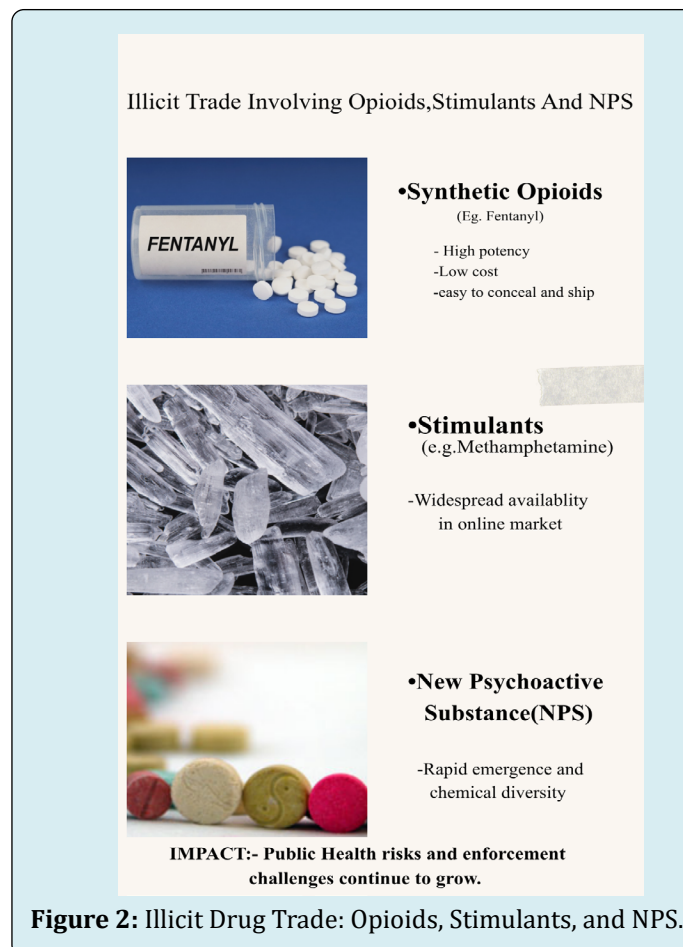 Illicit Trade Involving Opioids,Stimulants And NPS
FENTANYL
•Synthetic Opioids
(Eg. Fentanyl)
- High potency
-Low cost
-easy to conceal and ship
•Stimulants
(e.g.Methamphetamine)
-Widespread availablity
in online market
•New Psychoactive
Substance(NPS)
-Rapid emergence and
chemical diversity
IMPACT:- Public Health risks and enforcement
challenges continue to grow.
Figure 2: Illicit Drug Trade: Opioids, Stimulants, and NPS.